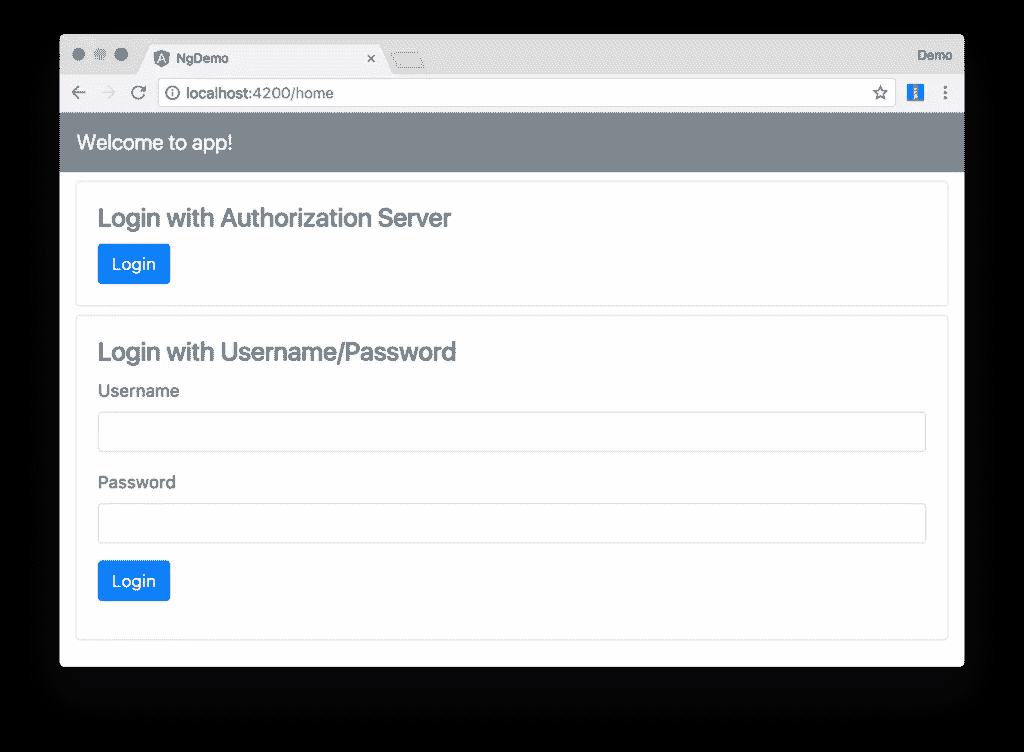 NgDemo
Demo
localhost:4200/home
Welcome to app!
Login with Authorization Server
Login
Login with Username/Password
Username
Password
Login